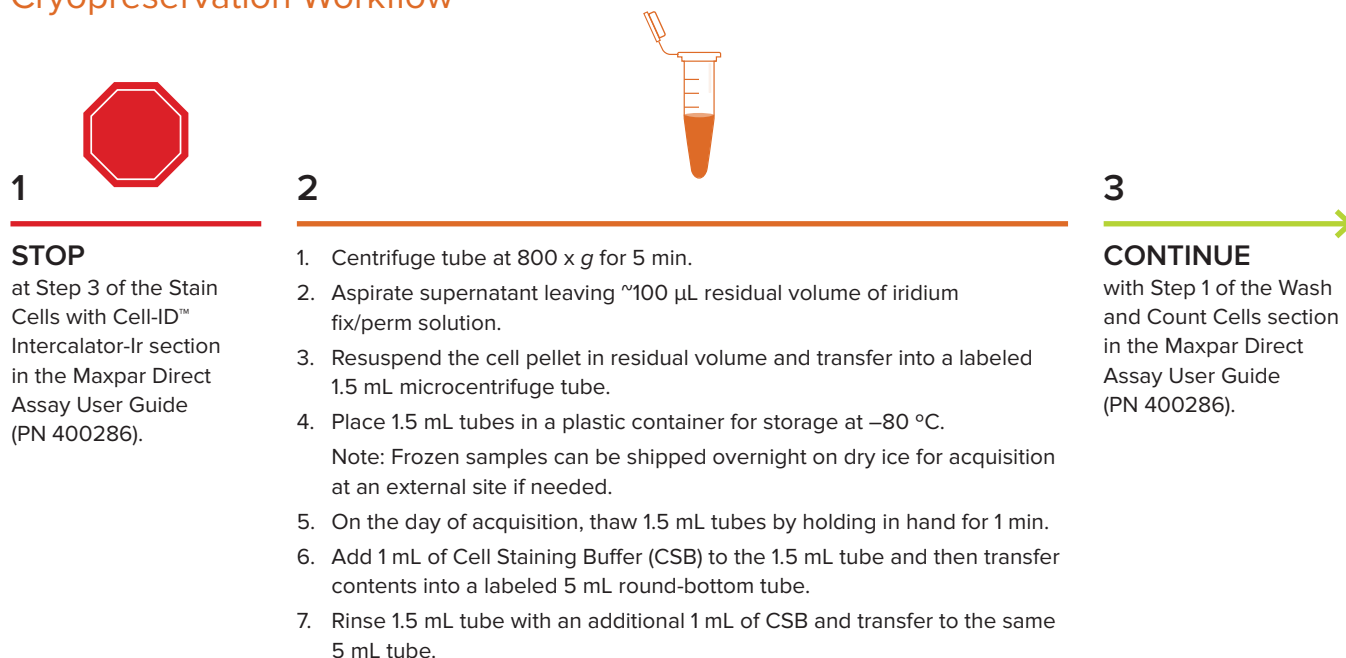 Cryopreservation Workflow
1
STOP
at Step 3 of the Stain
Cells with Cell-ID™
Intercalator-Ir section
in the Maxpar Direct
Assay User Guide
(PN 400286).
2
1. Centrifuge tube at 800 x g for 5 min.
2. Aspirate supernatant leaving ~100 µL residual volume of iridium
fix/perm solution.
3. Resuspend the cell pellet in residual volume and transfer into a labeled
1.5 mL microcentrifuge tube.
4. Place 1.5 mL tubes in a plastic container for storage at –80 ºC.
Note: Frozen samples can be shipped overnight on dry ice for acquisition
at an external site if needed.
5. On the day of acquisition, thaw 1.5 mL tubes by holding in hand for 1 min.
6. Add 1 mL of Cell Staining Buffer (CSB) to the 1.5 mL tube and then transfer
contents into a labeled 5 mL round-bottom tube.
7. Rinse 1.5 mL tube with an additional 1 mL of CSB and transfer to the same
5 mL tube.
3
CONTINUE
with Step 1 of the Wash
and Count Cells section
in the Maxpar Direct
Assay User Guide
(PN 400286).